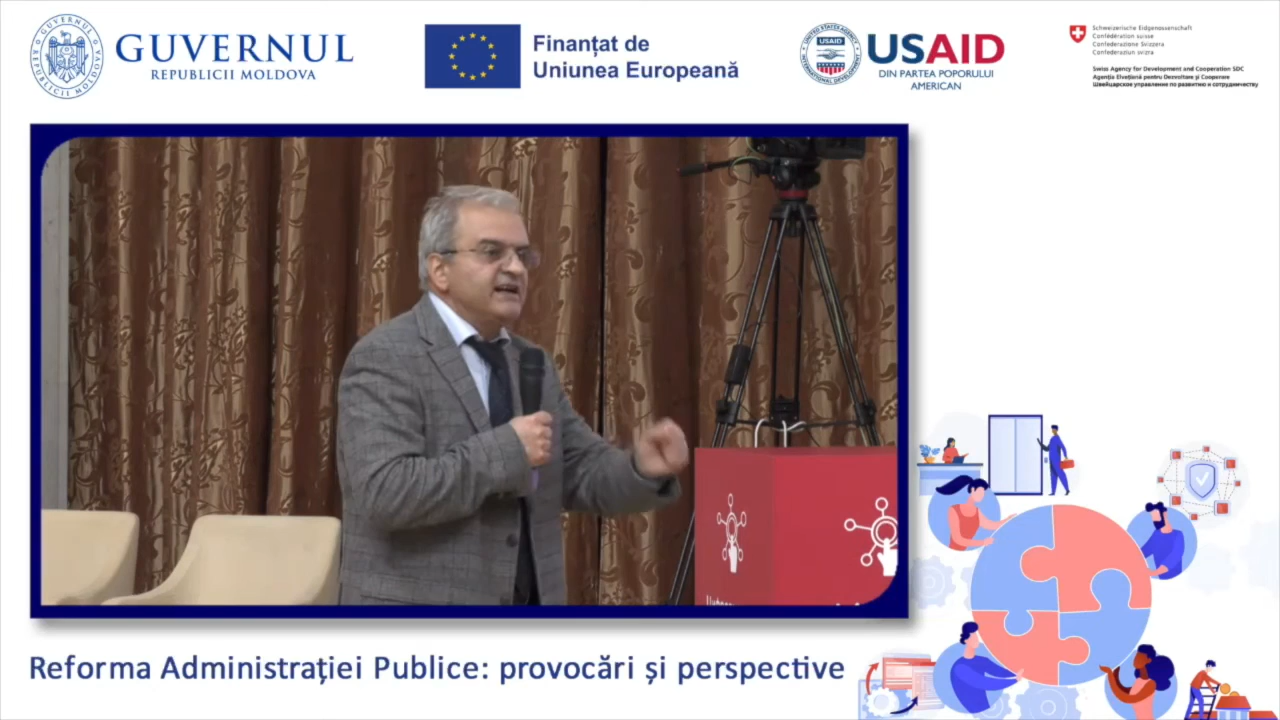 GUVERNUL
REPUBLICII MOLDOVA
Finanțat de
Uniunea Europeană
USAID
USAID
DIN PARTEA POPORULUI
AMERICAN
Schweizerische Eidgenossenschaft
Confédération suisse
Confederazione Svizzera
Confederaziun svizra
Swiss Agency for Development and Cooperation SDC
Agenția Elvețiană pentru Dezvoltare și Cooperare
Швейцарское управление по развитию и сотрудничеству
Reforma Administrației Publice: provocări și perspective